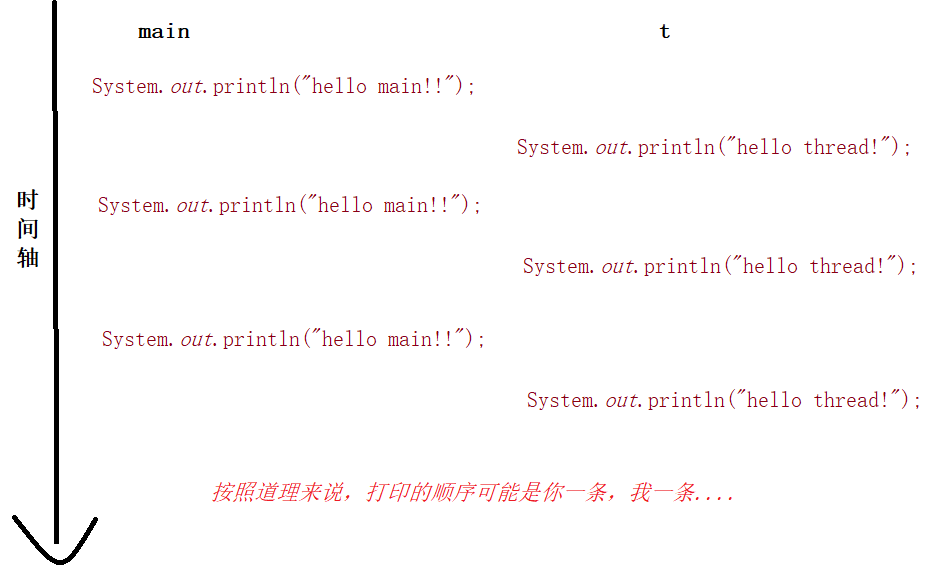 main
t
System.out.println("hello main!!");
System.out.println("hello thread!");
时间轴
System.out.println("hello main!!");
System.out.println("hello thread!");
System.out.println("hello main!!");
System.out.println("hello thread!");
按照道理来说，打印的顺序可能是你一条，我一条....